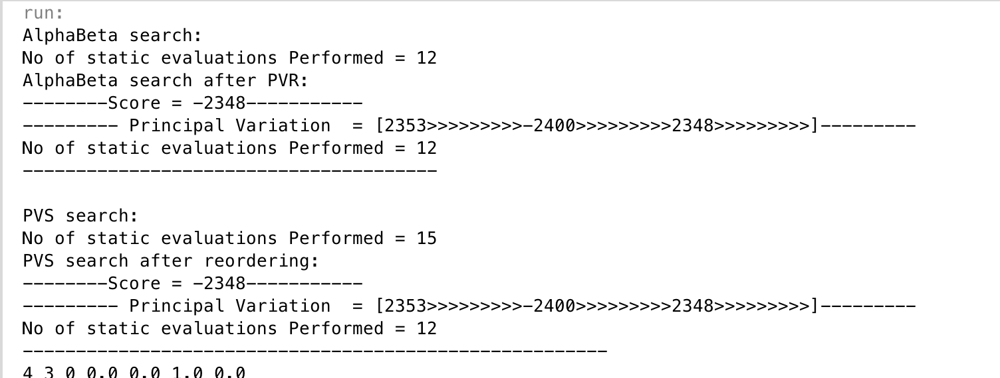 run:
AlphaBeta search:
No of static evaluations Performed = 12
AlphaBeta search after PVR:
--------Score = -2348-----------
--------- Principal Variation  = [2353>>>>>>>>>-2400>>>>>>>>>2348>>>>>>>>>]---------
No of static evaluations Performed = 12
---------------------------------------
PVS search:
No of static evaluations Performed = 15
PVS search after reordering:
--------Score = -2348-----------
--------- Principal Variation  = [2353>>>>>>>>>-2400>>>>>>>>>2348>>>>>>>>>]---------
No of static evaluations Performed = 12
-------------------------------------------------------
4 3 0 0.0 0.0 1.0 0.0